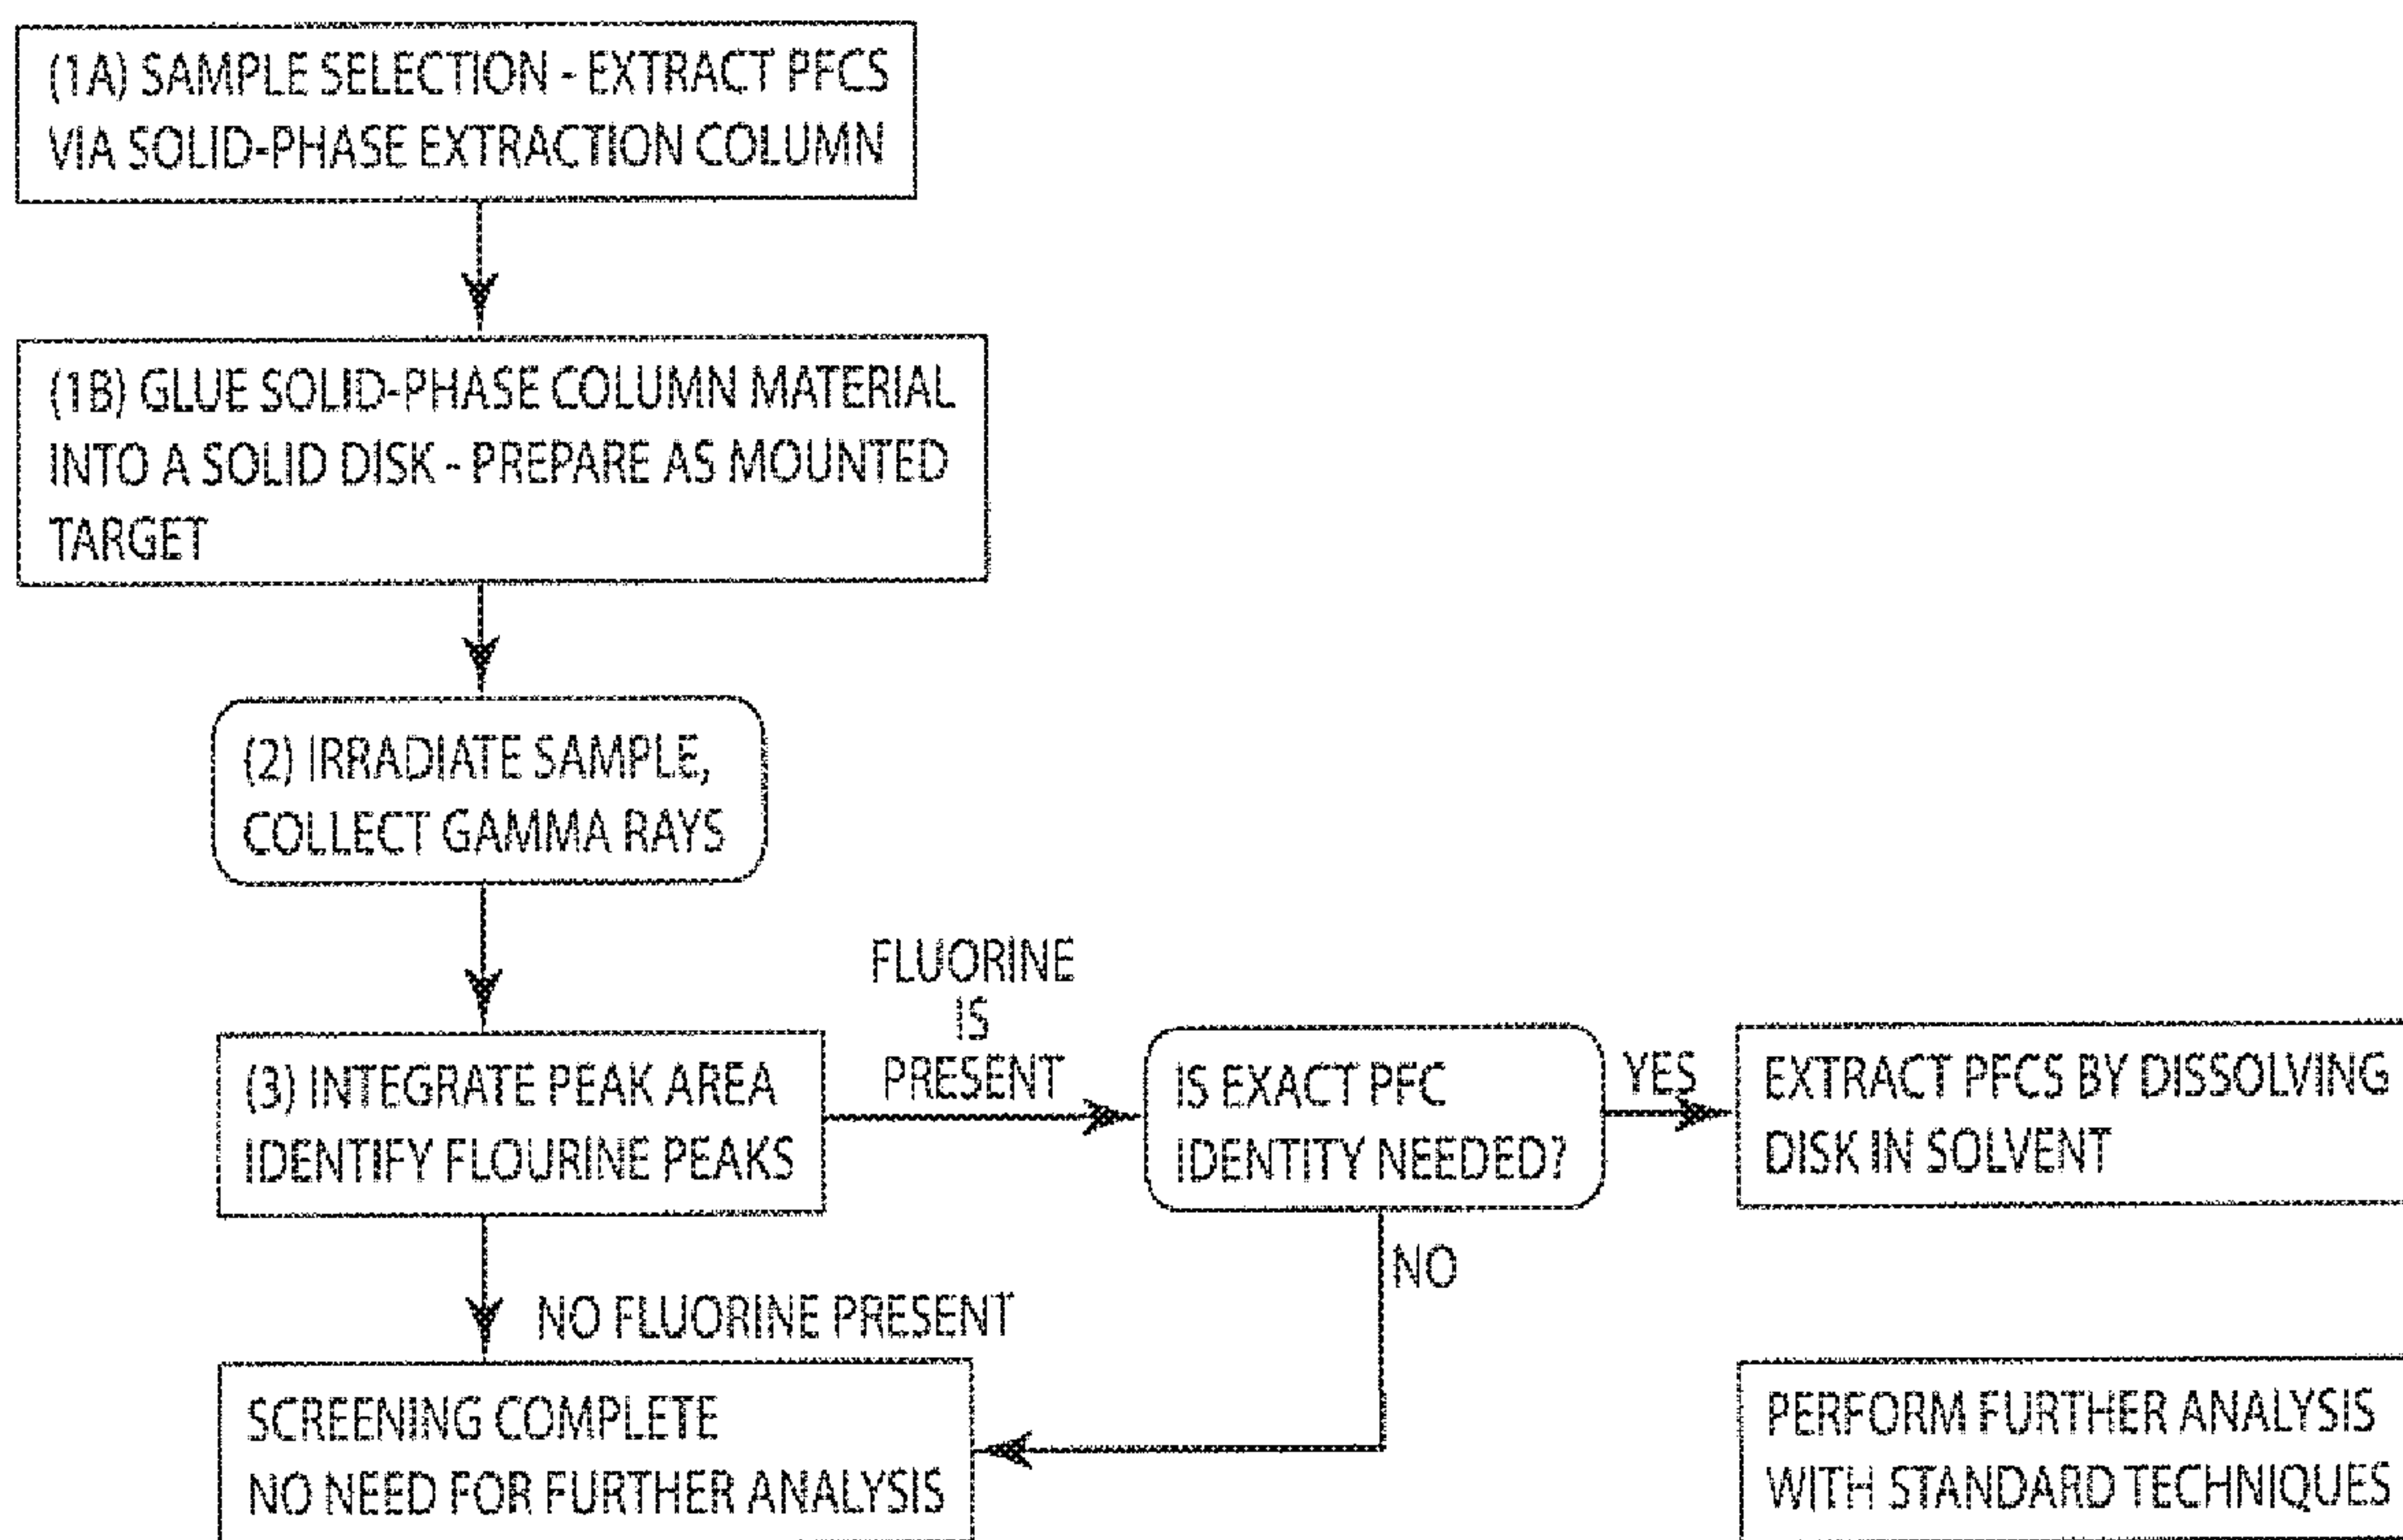 (1A) SAMPLE SELECTION - EXTRACT PFCS
VIA SOLID-PHASE EXTRACTION COLUMN
(1B) GLUE SOLID-PHASE COLUMN MATERIAL
INTO A SOLID DISK - PREPARE AS MOUNTED
TARGET
(2) IRRADIATE SAMPLE,
COLLECT GAMMA RAYS
(3) INTEGRATE PEAK AREA
IDENTIFY FLOURINE PEAKS
FLUORINE
IS
PRESENT
IS EXACT PFC
IDENTITY NEEDED?
YES
EXTRACT PFCS BY DISSOLVING
DISK IN SOLVENT
NO
NO FLUORINE PRESENT
SCREENING COMPLETE
NO NEED FOR FURTHER ANALYSIS
PERFORM FURTHER ANALYSIS
WITH STANDARD TECHNIQUES